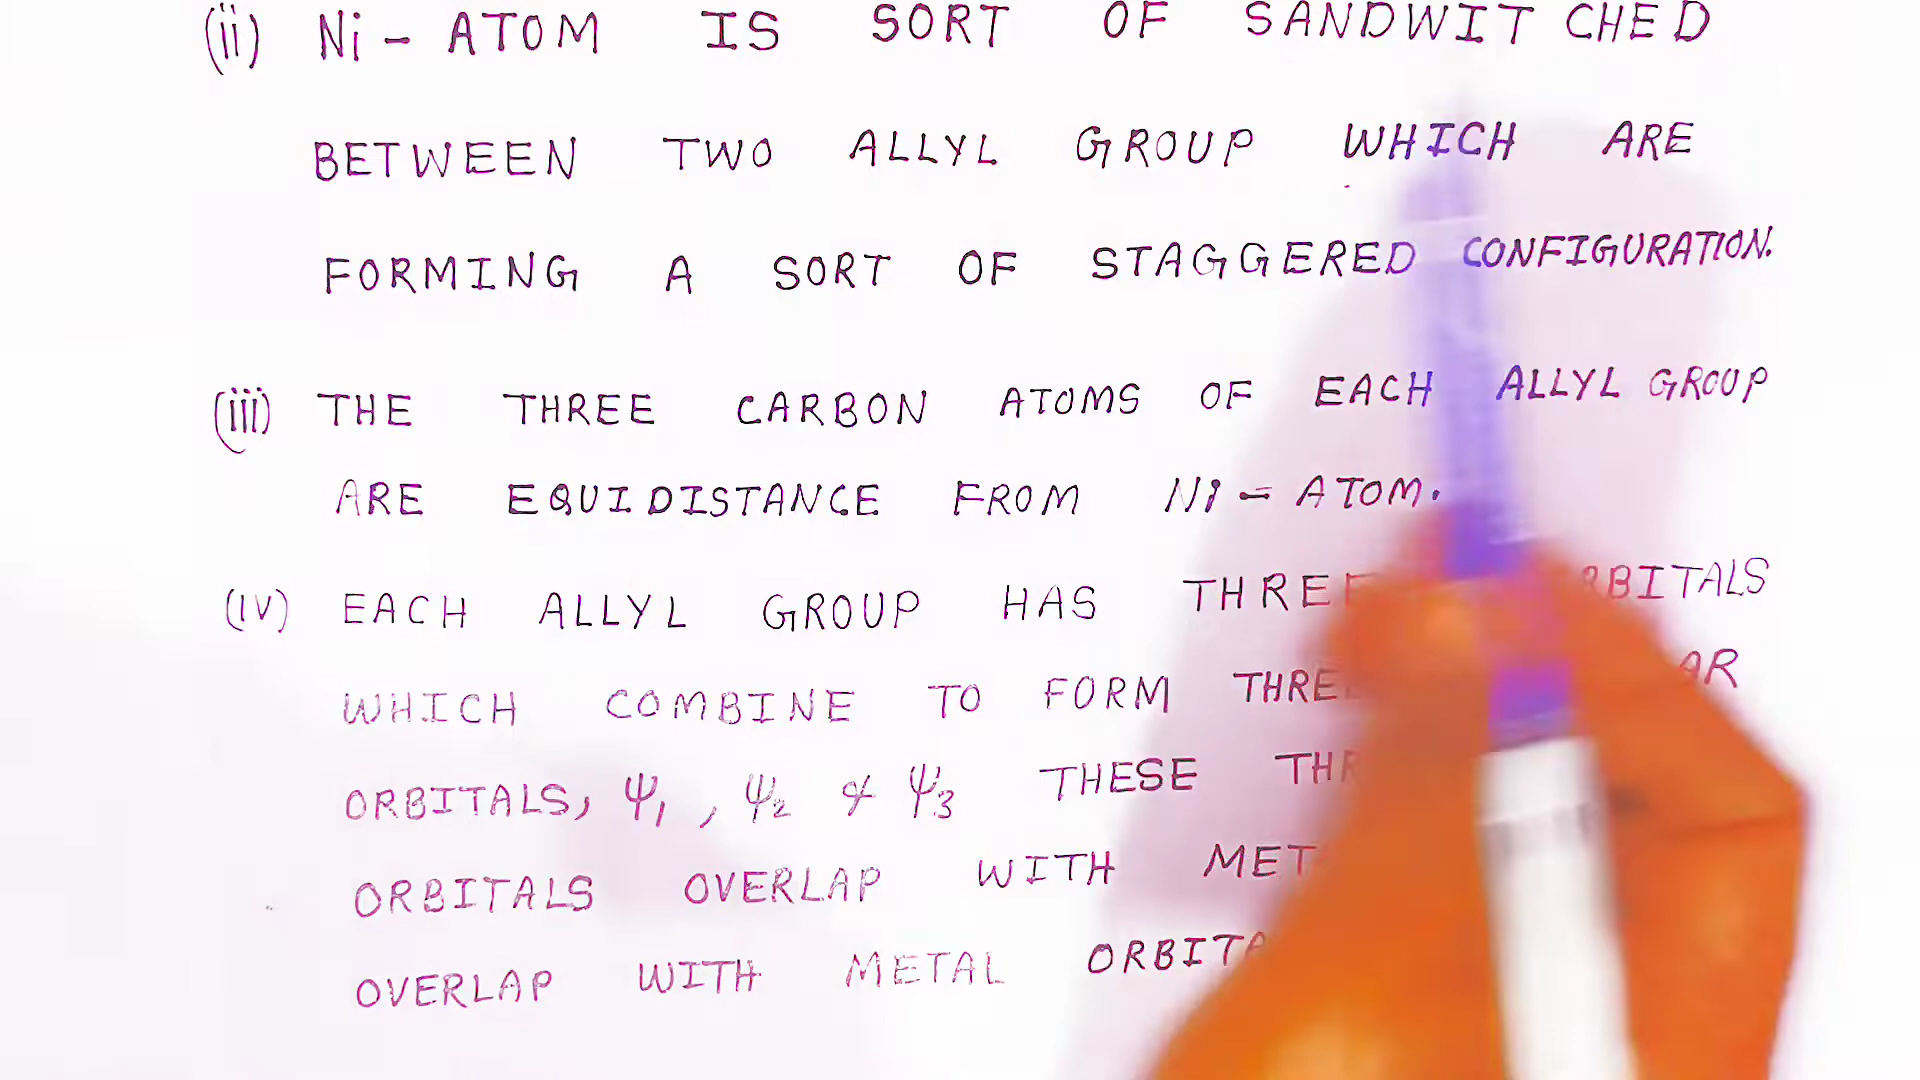 (ii) Ni - ATOM IS SORT OF SANDWITCHED
BETWEEN TWO ALLYL GROUP WHICH ARE
FORMING A SORT OF STAGGERED CONFIGURATION.
(iii) THE THREE CARBON ATOMS OF EACH ALLYL GROUP
ARE EQUIDISTANCE FROM Ni - ATOM.
(iv) EACH ALLYL GROUP HAS THREE
WHICH COMBINE TO FORM THREE
ORBITALS, Ψ1, Ψ2 & Ψ3 THESE
ORBITALS OVERLAP WITH
OVERLAP WITH METAL